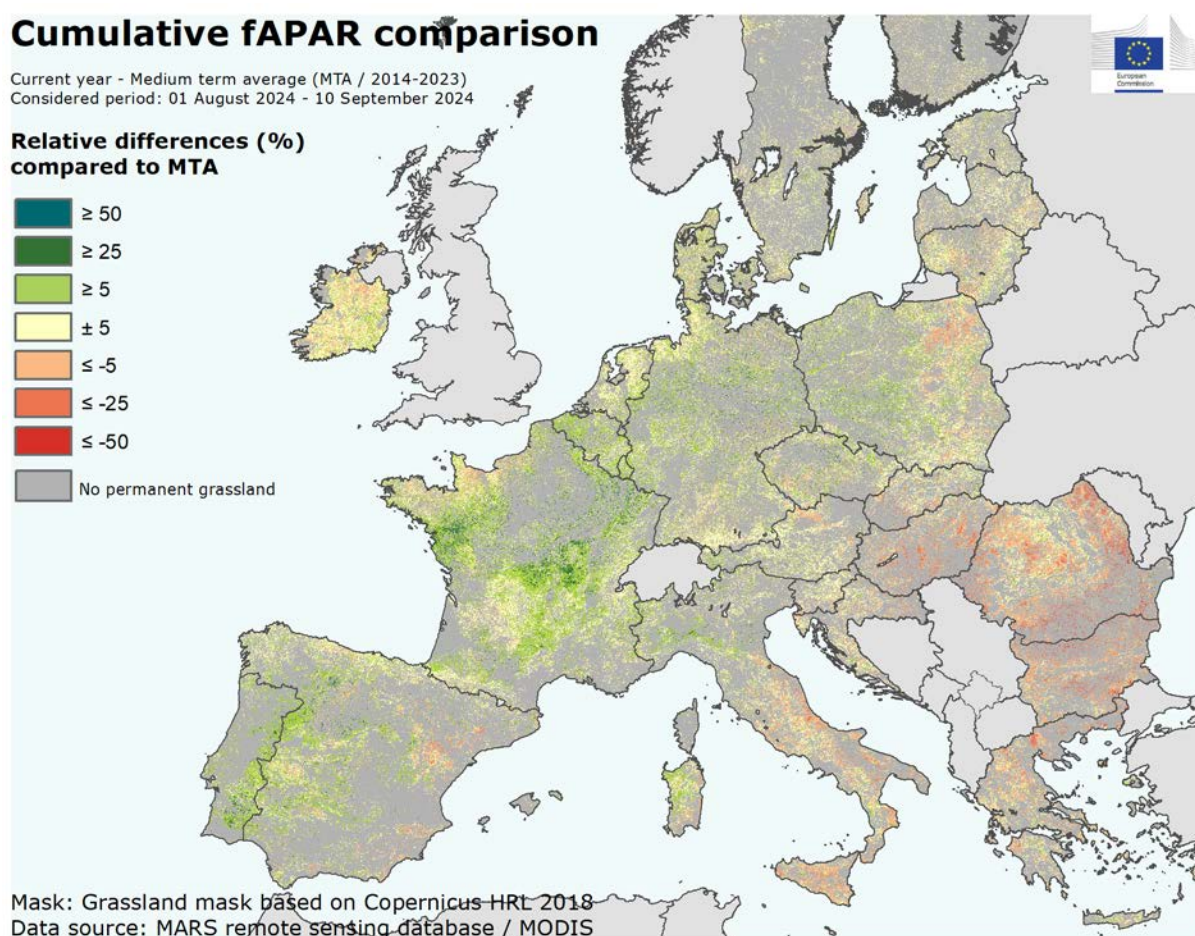 Cumulative fAPAR comparison
Current year - Medium term average (MTA / 2014-2023)
Considered period: 01 August 2024 - 10 September 2024
European
Commission
Relative differences (%)
compared to MTA
≥ 50
≥ 25
≥ 5
± 5
≤ -5
≤ -25
≤ -50
No permanent grassland
Mask: Grassland mask based on Copernicus HRL 2018
Data source: MARS remote sensing database / MODIS